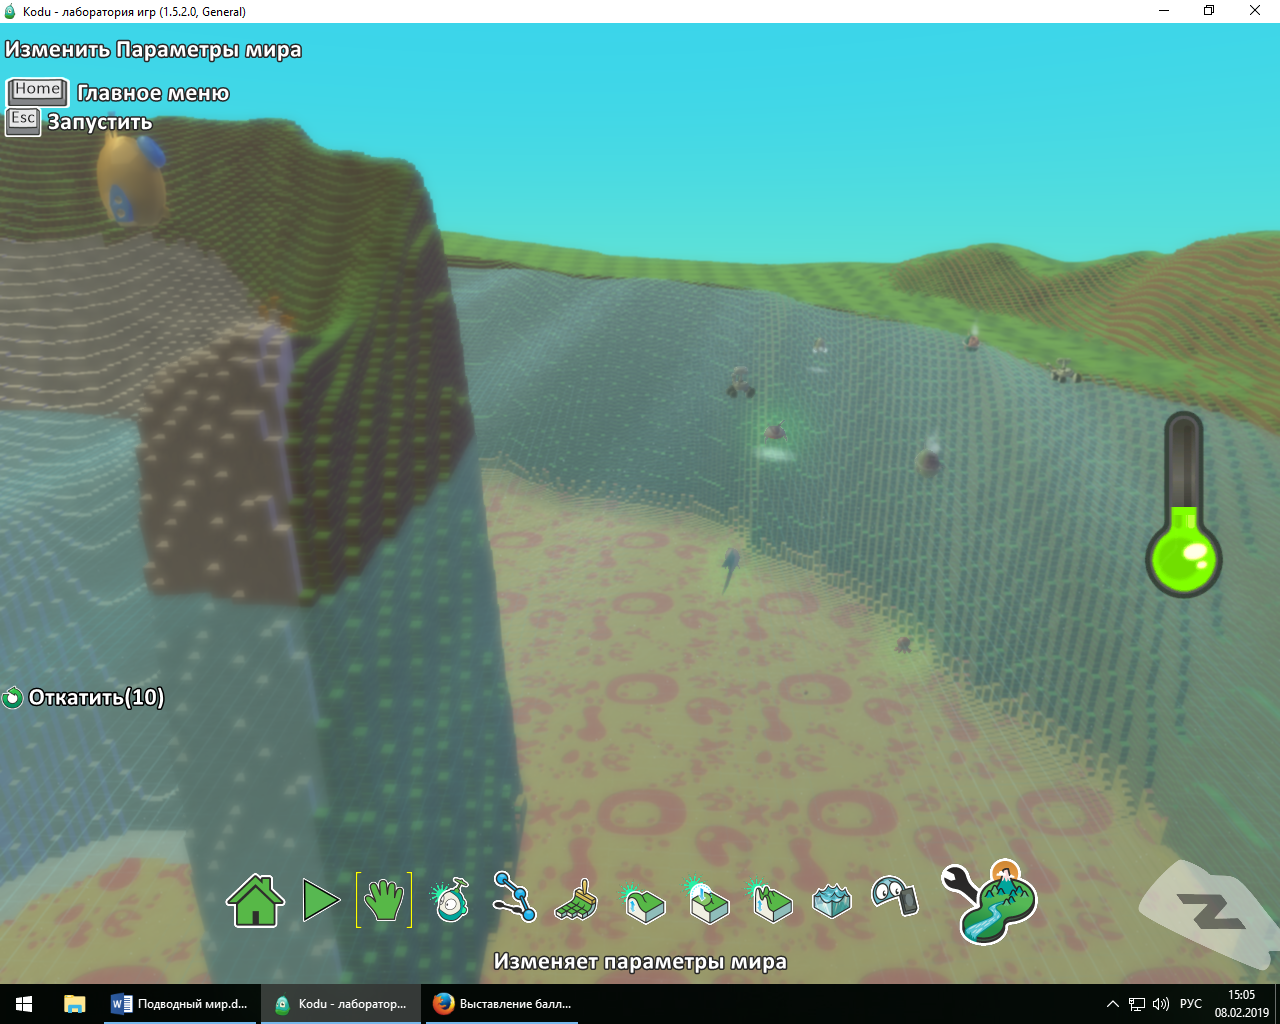 Kodu - лаборатория игр (1.5.2.0, General)
Изменить Параметры мира
Home Главное меню
Esc Запустить
Откатить(10)
Изменяет параметры мира
Подводный мир.d...
Kodu - лаборатор...
Выставление балл...
РУС
15:05
08.02.2019